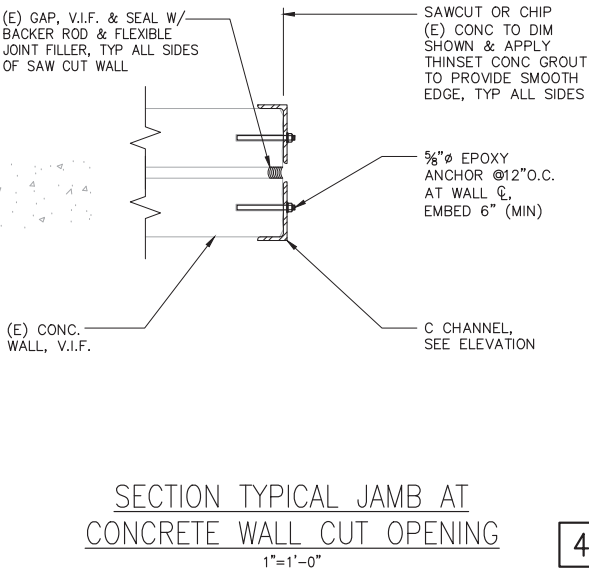 (E) GAP, V.I.F. & SEAL W/
BACKER ROD & FLEXIBLE
JOINT FILLER, TYP ALL SIDES
OF SAW CUT WALL
SAWCUT OR CHIP
(E) CONC TO DIM
SHOWN & APPLY
THINSET CONC GROUT
TO PROVIDE SMOOTH
EDGE, TYP ALL SIDES
⅝"ø EPOXY
ANCHOR @12"O.C.
AT WALL ℄,
EMBED 6" (MIN)
(E) CONC.
WALL, V.I.F.
C CHANNEL,
SEE ELEVATION
SECTION TYPICAL JAMB AT
CONCRETE WALL CUT OPENING
1"=1'-0"
4